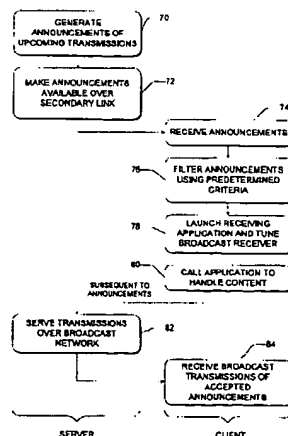 GENERATE
ANNOUNCEMENTS OF
UPCOMING TRANSMISSIONS
70
MAKE ANNOUNCEMENTS
AVAILABLE OVER
SECONDARY LINK
72
74
RECEIVE ANNOUNCEMENTS
76
FILTER ANNOUNCEMENTS
USING PREDETERMINED
CRITERIA
78
LAUNCH RECEIVING
APPLICATION AND TUNE
BROADCAST RECEIVER
80
CALL APPLICATION TO
HANDLE CONTENT
SUBSEQUENT TO
ANNOUNCEMENTS
SERVE TRANSMISSIONS
OVER BROADCAST
NETWORK
82
84
RECEIVE BROADCAST
TRANSMISSIONS OF
ACCEPTED
ANNOUNCEMENTS
SERVER
CLIENT